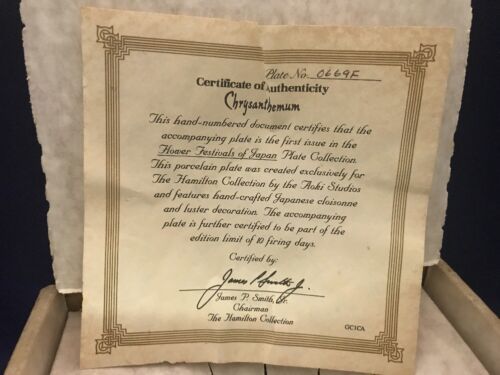 Plate No. 0669F
Certificate of Authenticity
Chrysanthemum
This hand-numbered document certifies that the
accompanying plate is the first issue in the
Flower Festivals of Japan Plate Collection.
This porcelain plate was created exclusively for
The Hamilton Collection by the Aoki Studios
and features hand-crafted Japanese cloisonne
and luster decoration. The accompanying
plate is further certified to be part of the
edition limit of 10 firing days.
Certified by:
James P. Smith, Jr.
James P. Smith, Jr.
Chairman
The Hamilton Collection
GC1CA